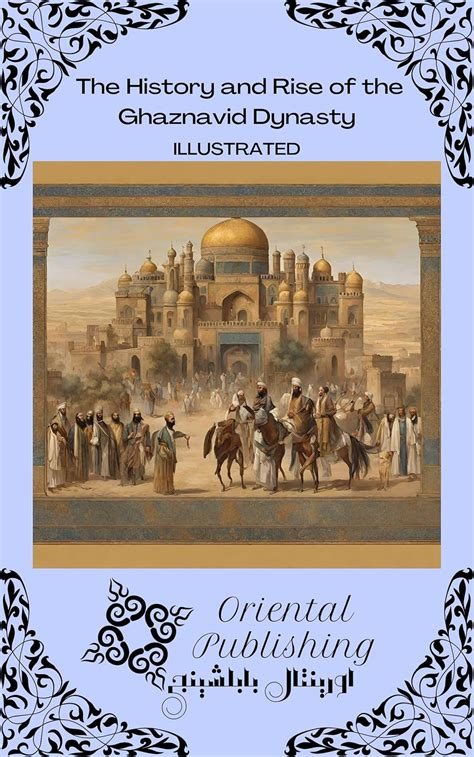 The History and Rise of the
Ghaznavid Dynasty
ILLUSTRATED
Oriental
Publishing
اورينتال بابلشينج